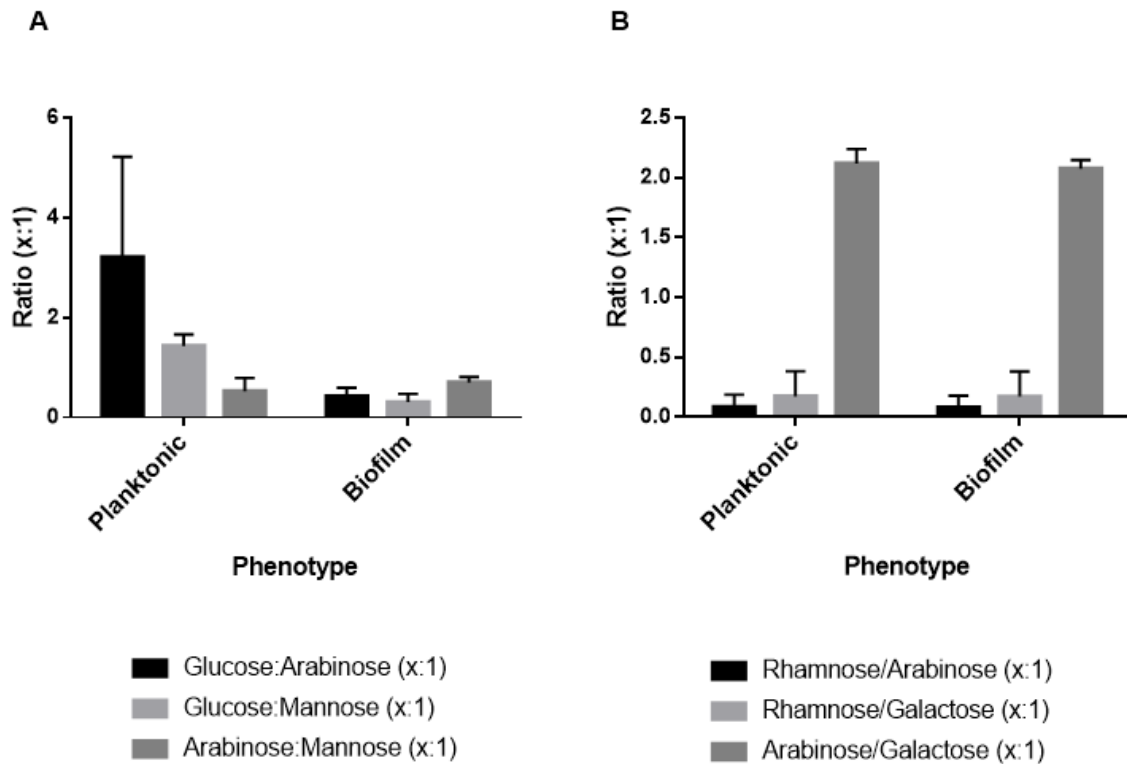 A
Ratio (x:1)
6
4
2
0
Planktonic
Biofilm
Phenotype
Glucose:Arabinose (x:1)
Glucose:Mannose (x:1)
Arabinose:Mannose (x:1)
B
Ratio (x:1)
2.5
2.0
1.5
1.0
0.5
0.0
Planktonic
Biofilm
Phenotype
Rhamnose/Arabinose (x:1)
Rhamnose/Galactose (x:1)
Arabinose/Galactose (x:1)